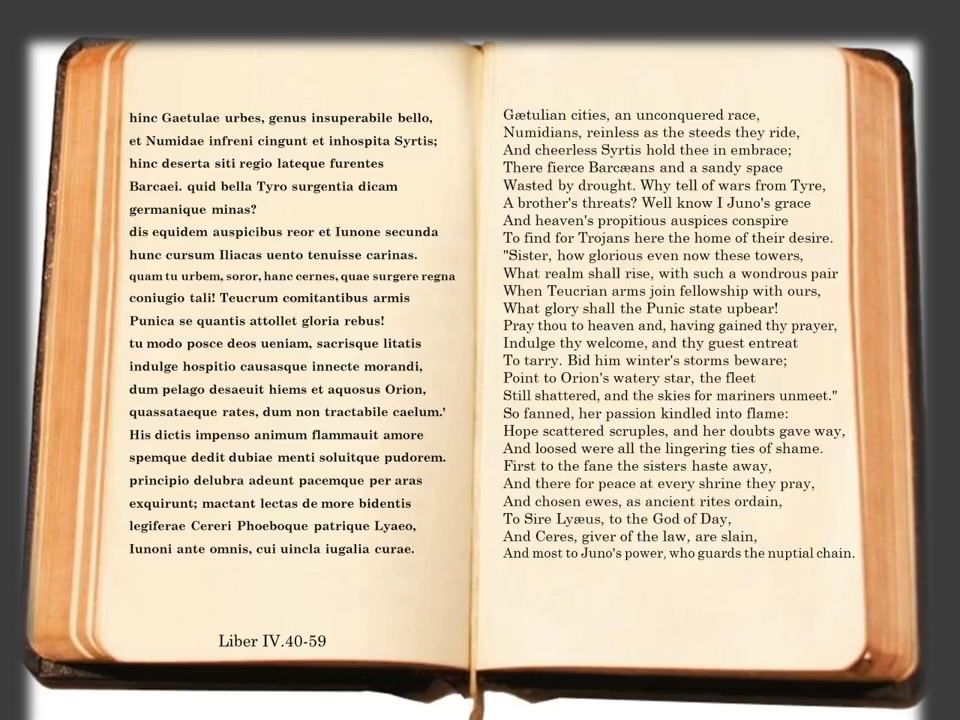 hinc Gaetulae urbes, genus insuperabile bello,
et Numidae infreni cingunt et inhospita Syrtis;
hinc deserta siti regio lateque furentes
Barcaei. quid bella Tyro surgentia dicam
germanique minas?
dis equidem auspicibus reor et Iunone secunda
hunc cursum Iliacas uento tenuisse carinas.
quam tu urbem, soror, hanc cernes, quae surgere regna
coniugio tali! Teucrum comitantibus armis
Punica se quantis attollet gloria rebus!
tu modo posce deos ueniam, sacrisque litatis
indulge hospitio causasque innecte morandi,
dum pelago desaeuit hiems et aquosus Orion,
quassataeque rates, dum non tractabile caelum.'
His dictis impenso animum flammauit amore
spemque dedit dubiae menti soluitque pudorem.
principio delubra adeunt pacemque per aras
exquirunt; mactant lectas de more bidentis
legiferae Cereri Phoeboque patrique Lyaeo,
Iunoni ante omnis, cui uincla iugalia curae.
Liber IV.40-59
Gætulian cities, an unconquered race,
Numidians, reinless as the steeds they ride,
And cheerless Syrtis hold thee in embrace;
There fierce Barcæans and a sandy space
Wasted by drought. Why tell of wars from Tyre,
A brother's threats? Well know I Juno's grace
And heaven's propitious auspices conspire
To find for Trojans here the home of their desire.
"Sister, how glorious even now these towers,
What realm shall rise, with such a wondrous pair
When Teucrian arms join fellowship with ours,
What glory shall the Punic state upbear!
Pray thou to heaven and, having gained thy prayer,
Indulge thy welcome, and thy guest entreat
To tarry. Bid him winter's storms beware;
Point to Orion's watery star, the fleet
Still shattered, and the skies for mariners unmeet."
So fanned, her passion kindled into flame:
Hope scattered scruples, and her doubts gave way,
And loosed were all the lingering ties of shame.
First to the fane the sisters haste away,
And there for peace at every shrine they pray,
And chosen ewes, as ancient rites ordain,
To Sire Lyæus, to the God of Day,
And Ceres, giver of the law, are slain,
And most to Juno's power, who guards the nuptial chain.